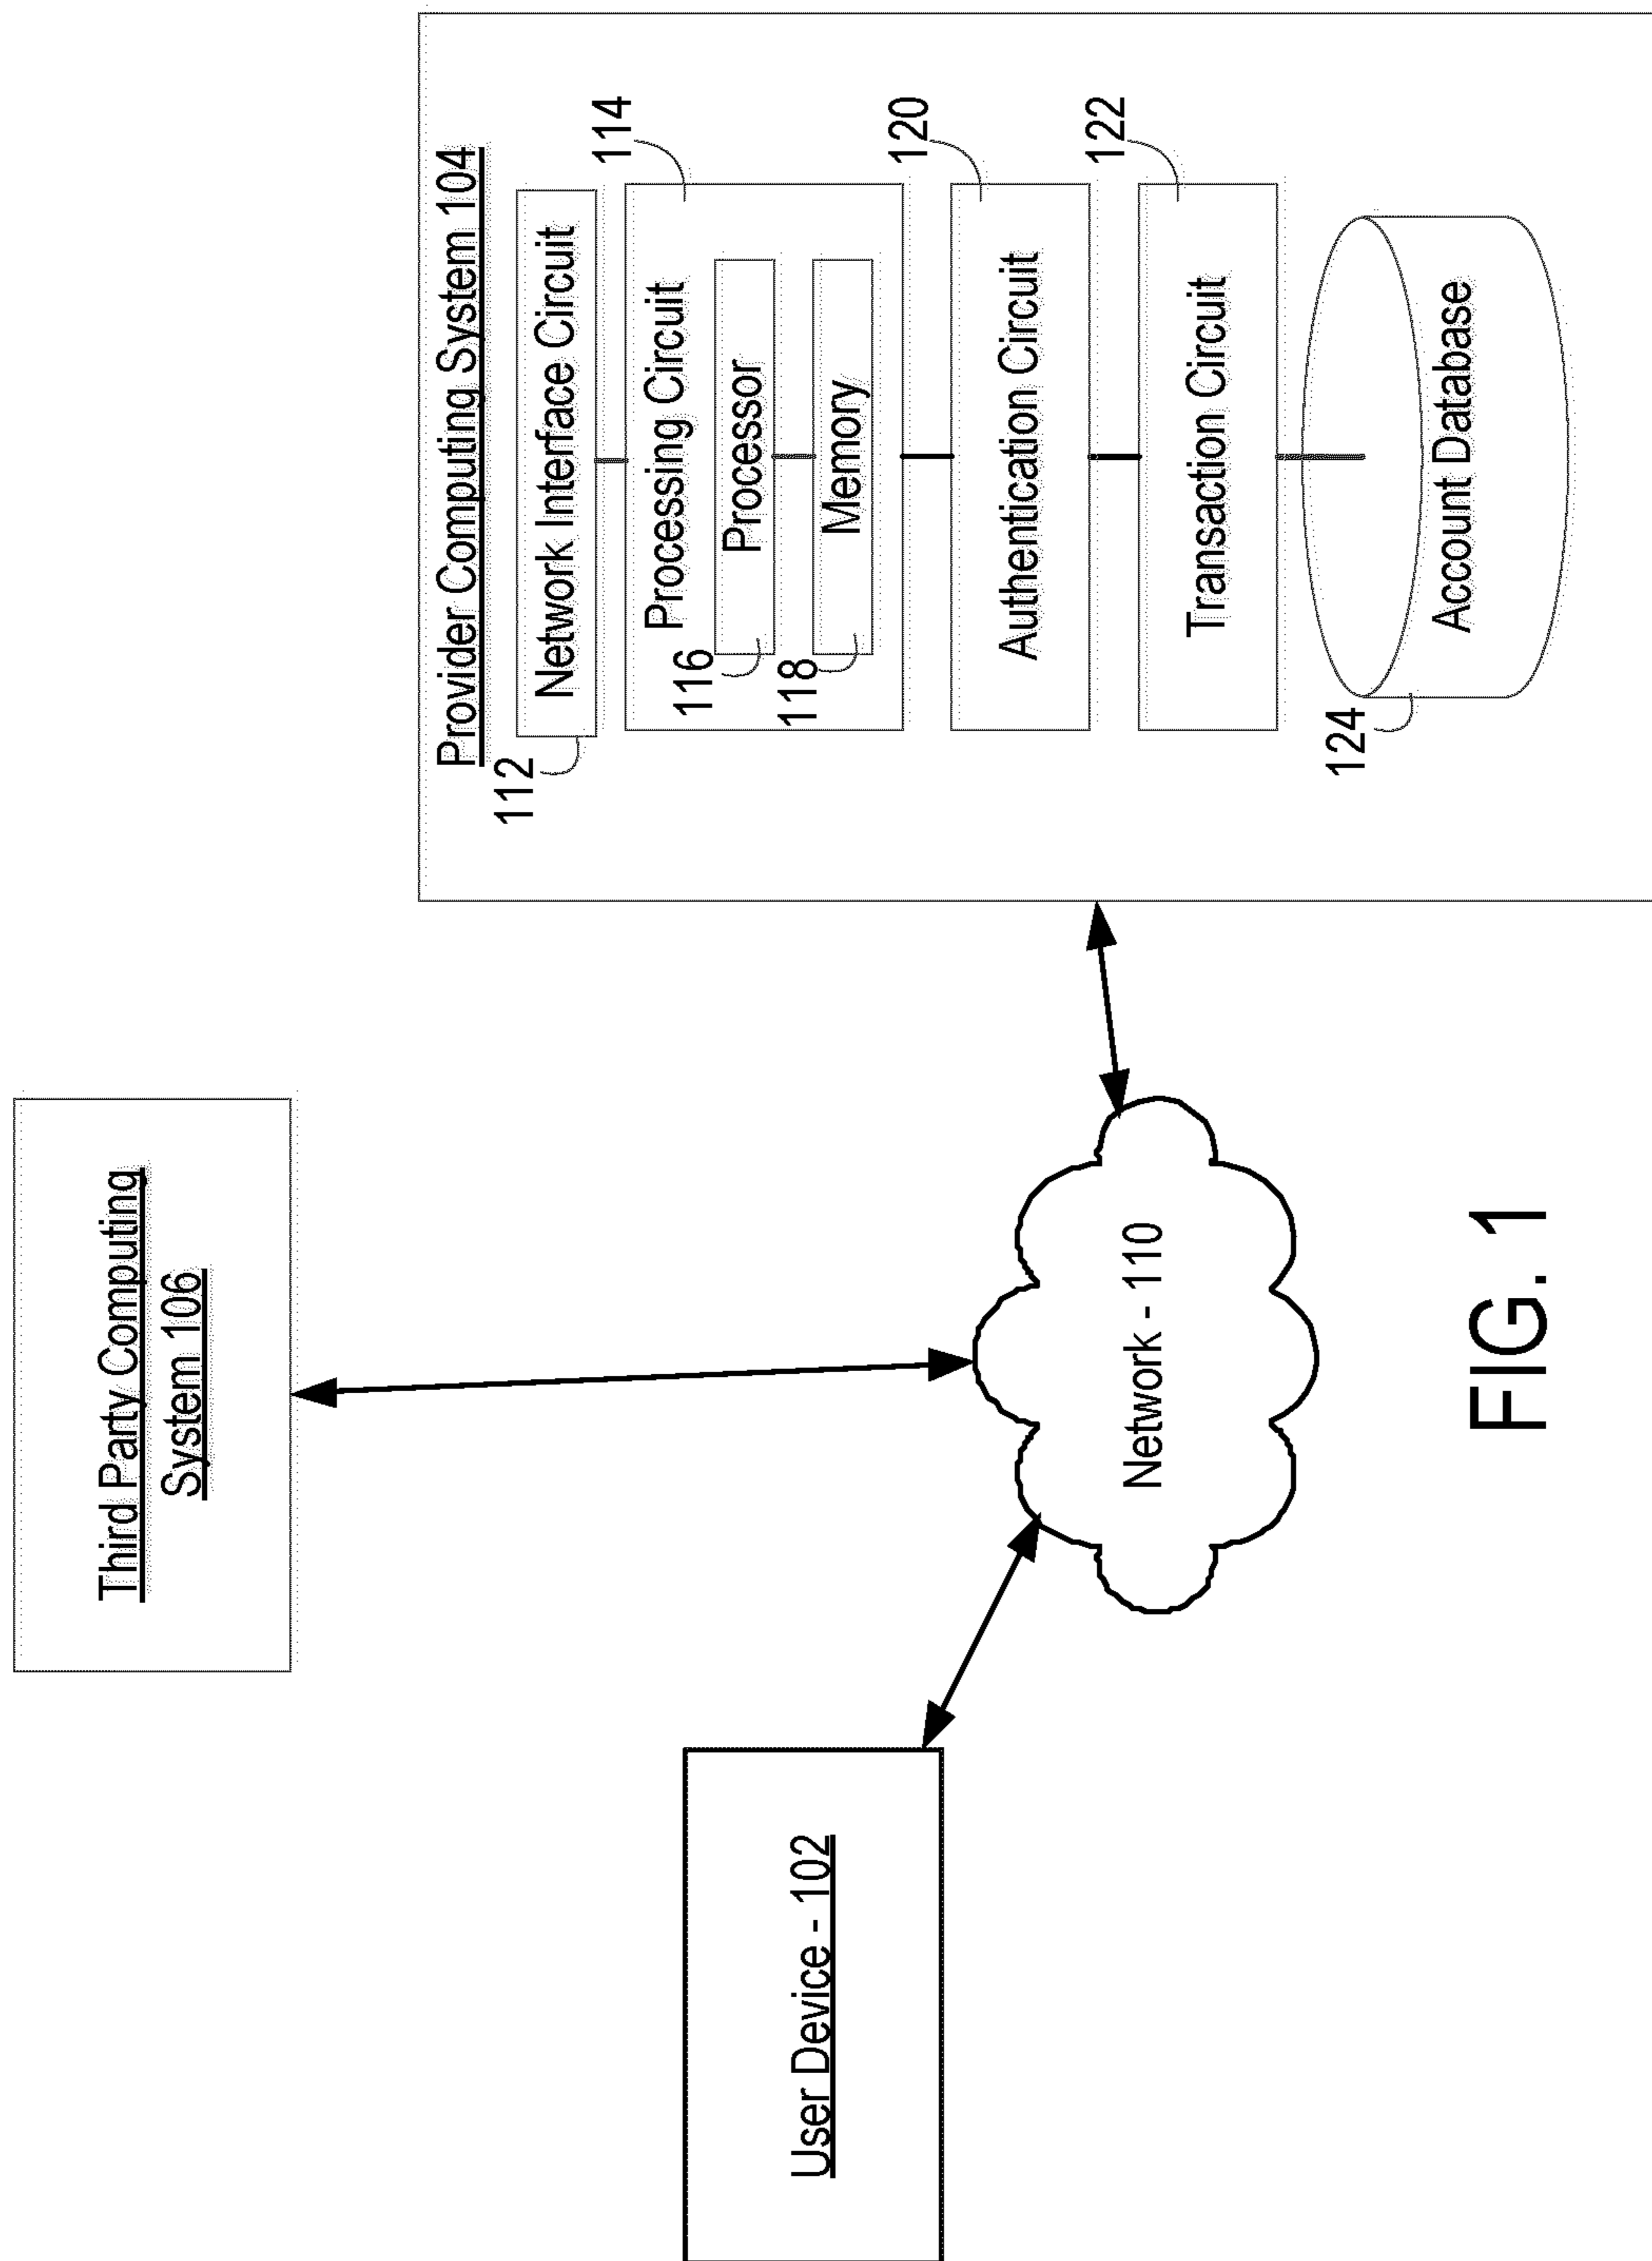 Third Party Computing
System 106
User Device - 102
Network - 110
Provider Computing System 104
112
Network Interface Circuit
114
Processing Circuit
116
Processor
118
Memory
120
Authentication Circuit
122
Transaction Circuit
124
Account Database
FIG. 1